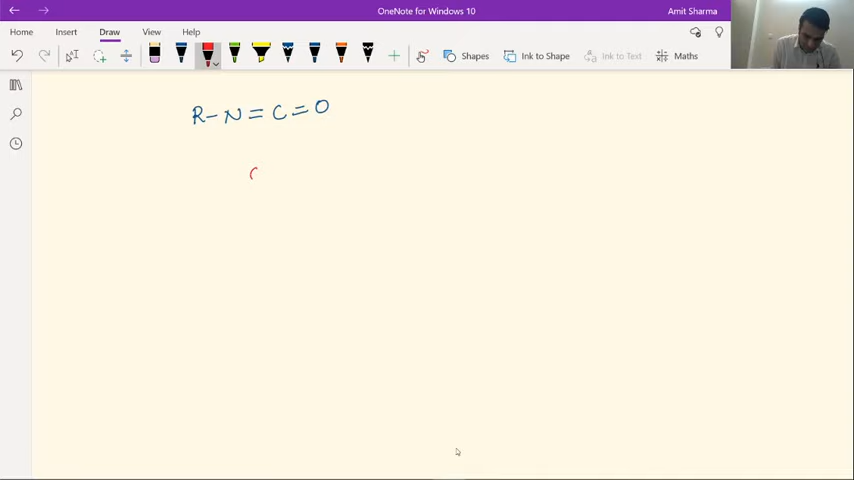 OneNote for Windows 10
Amit Sharma
Home Insert Draw View Help
Shapes Ink to Shape Ink to Text Maths
R-N=C=O